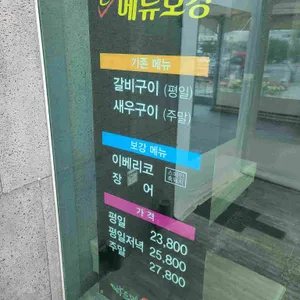 메뉴보강
기존 메뉴
갈비구이 (평일)
새우구이 (주말)
보강 메뉴
이베리코
장 어
가 격
평일 23,800
평일저녁 25,800
주말 27,800